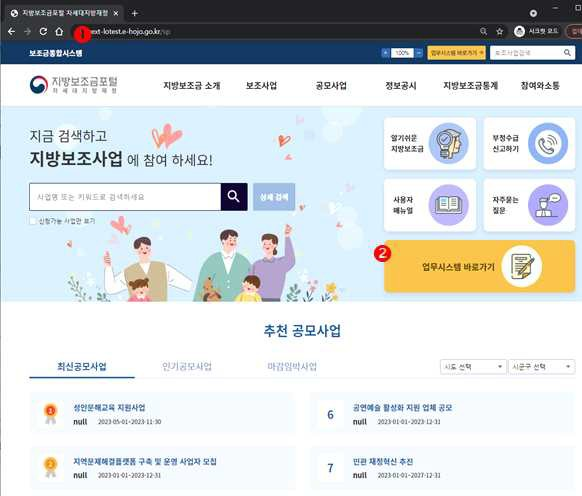 지방보조금포털 차세대지방재정
ext-lotest.e-hojo.go.kr/sp
시크릿 모드
1
보조금통합시스템
100%
업무시스템 바로가기
보조사업검색
지방보조금포털
차세대지방재정
지방보조금 소개
보조사업
공모사업
정보공시
지방보조금통계
참여와소통
지금 검색하고
지방보조사업 에 참여 하세요!
사업명 또는 키워드로 검색하세요
상세 검색
신청가능 사업만 보기
알기쉬운
지방보조금
부정수급
신고하기
사용자
매뉴얼
자주묻는
질문
2
업무시스템 바로가기
추천 공모사업
최신공모사업
인기공모사업
마감임박사업
시도 선택
시군구 선택
1
성인문해교육 지원사업
null 2023-05-01~2023-11-30
6
공연예술 활성화 지원 업체 공모
null 2023-01-01~2023-12-31
2
지역문제해결플랫폼 구축 및 운영 사업자 모집
null 2023-01-01~2023-12-31
7
민관 재정혁신 추진
null 2023-01-01~2027-12-31